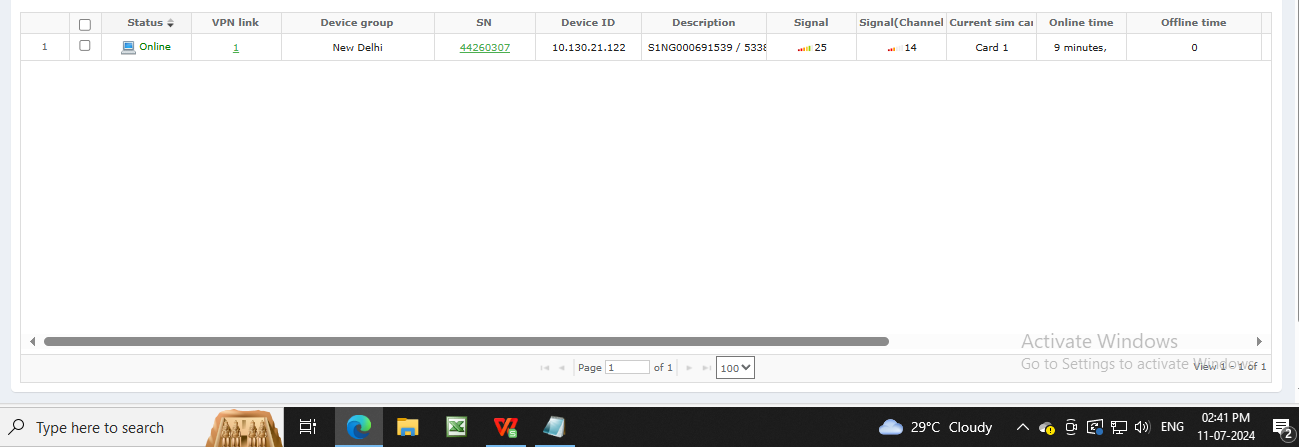 Status VPN link Device group SN Device ID Description Signal Signal(Channel Current sim car Online time Offline time
1 Online 1 New Delhi 44260307 10.130.21.122 S1NG000691539 / 5338 25 14 Card 1 9 minutes, 0
Activate Windows
Go to Settings to activate Windows.
Page 1 of 1 100 View 1 - 1 of 1
Type here to search 29°C Cloudy ENG 02:41 PM
11-07-2024 2